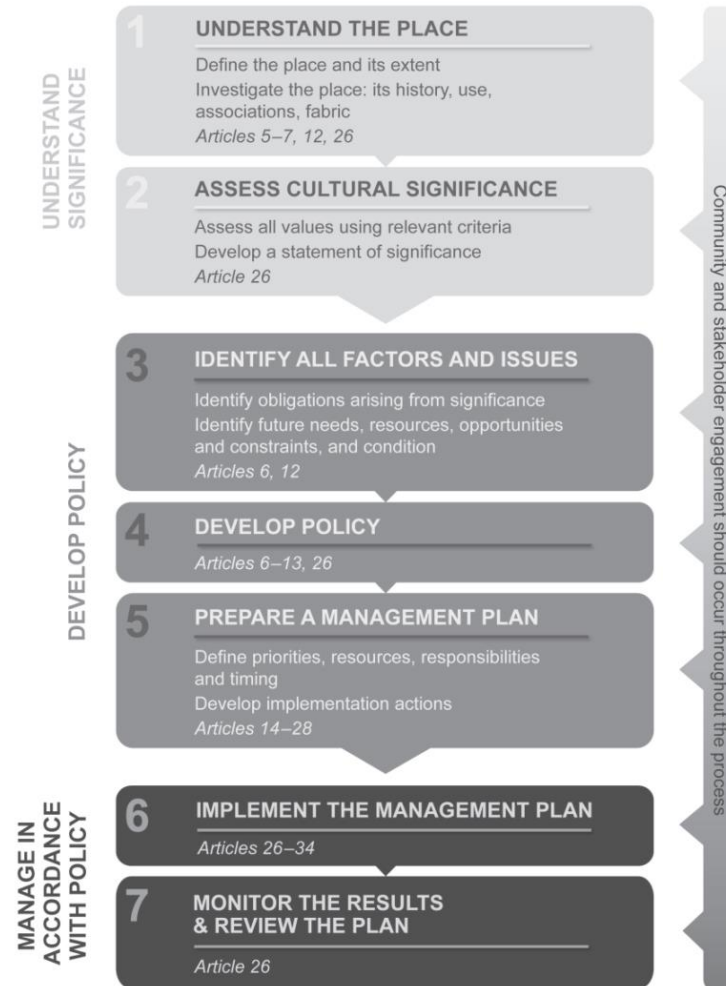 UNDERSTAND
SIGNIFICANCE
1
UNDERSTAND THE PLACE
Define the place and its extent
Investigate the place: its history, use,
associations, fabric
Articles 5–7, 12, 26
2
ASSESS CULTURAL SIGNIFICANCE
Assess all values using relevant criteria
Develop a statement of significance
Article 26
DEVELOP POLICY
3
IDENTIFY ALL FACTORS AND ISSUES
Identify obligations arising from significance
Identify future needs, resources, opportunities
and constraints, and condition
Articles 6, 12
4
DEVELOP POLICY
Articles 6–13, 26
5
PREPARE A MANAGEMENT PLAN
Define priorities, resources, responsibilities
and timing
Develop implementation actions
Articles 14–28
MANAGE IN
ACCORDANCE
WITH POLICY
6
IMPLEMENT THE MANAGEMENT PLAN
Articles 26–34
7
MONITOR THE RESULTS
& REVIEW THE PLAN
Article 26
Community and stakeholder engagement should occur throughout the process